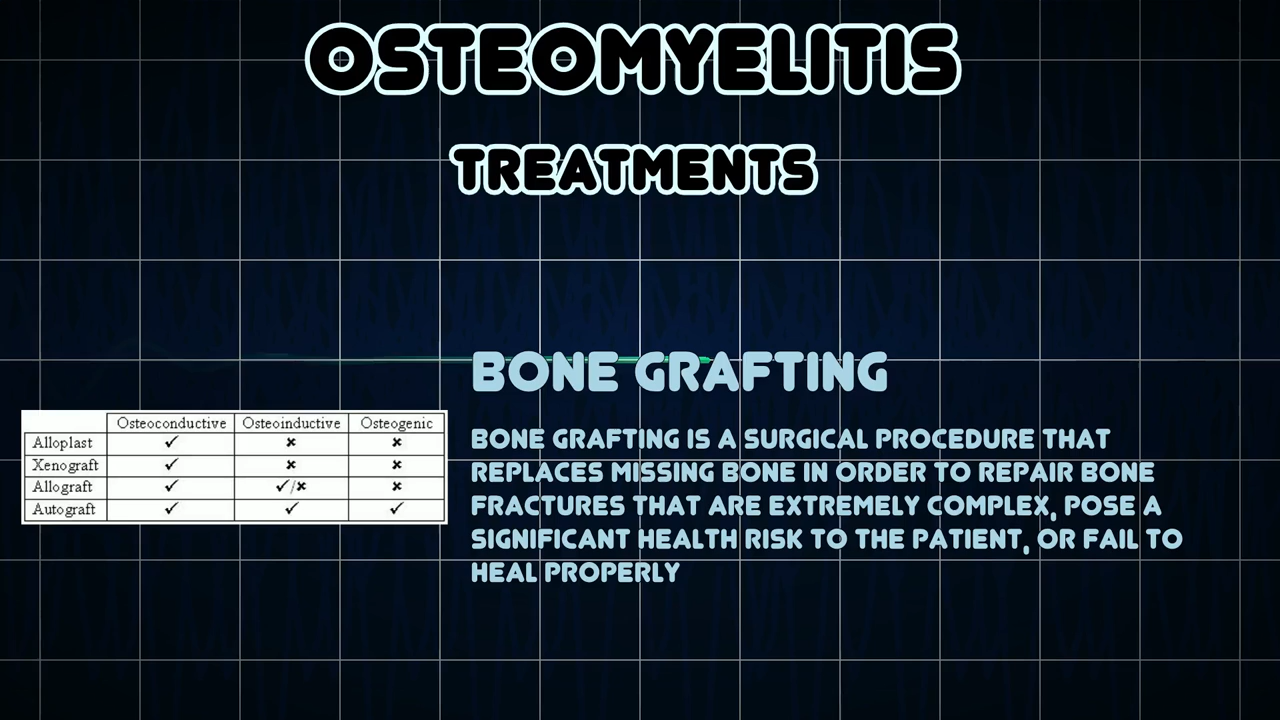 OSTEOMYELITIS
TREATMENTS
BONE GRAFTING
BONE GRAFTING IS A SURGICAL PROCEDURE THAT
REPLACES MISSING BONE IN ORDER TO REPAIR BONE
FRACTURES THAT ARE EXTREMELY COMPLEX, POSE A
SIGNIFICANT HEALTH RISK TO THE PATIENT, OR FAIL TO
HEAL PROPERLY
Osteoconductive Osteoinductive Osteogenic
Alloplast ✓ ✖ ✖
Xenograft ✓ ✖ ✖
Allograft ✓ ✓/✖ ✖
Autograft ✓ ✓ ✓